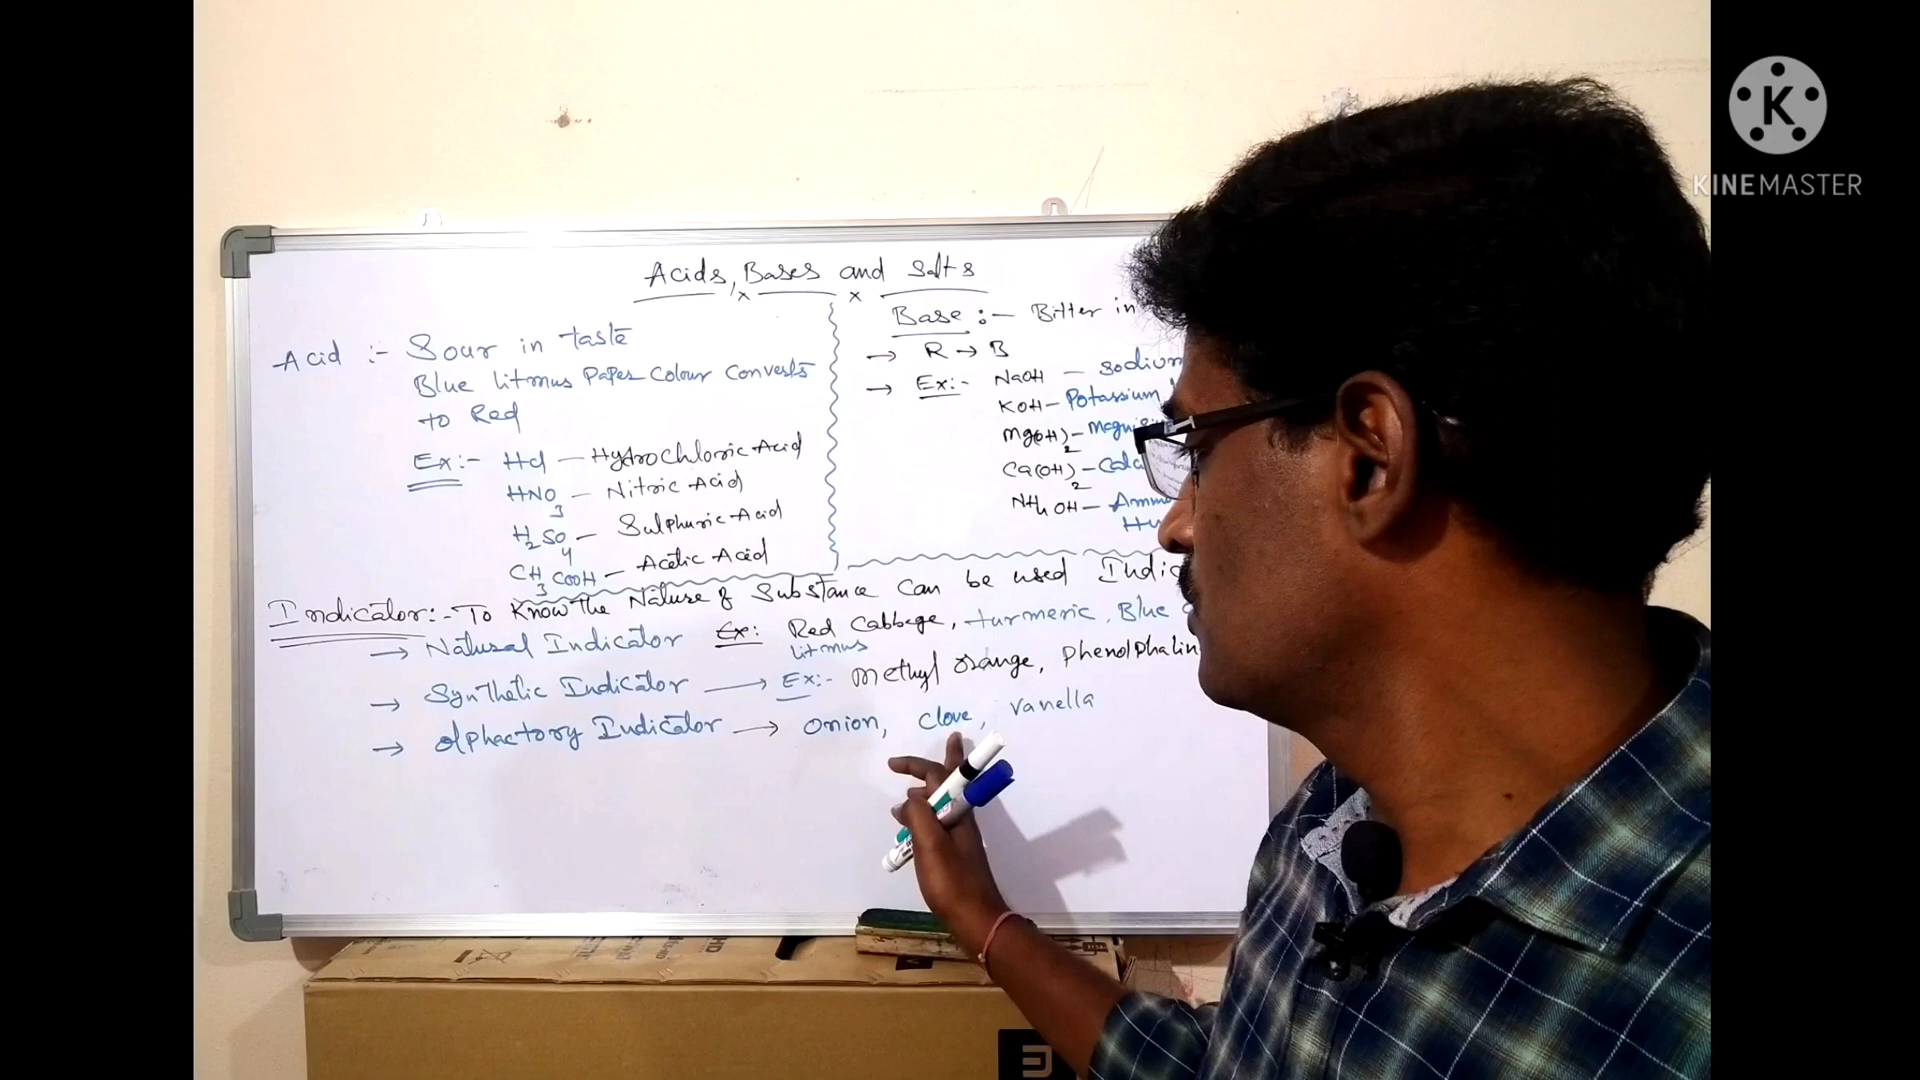 KINEMASTER
Acids, Bases and Salts
Acid :- Sour in taste
Blue litmus Paper Colour Converts
to Red
Ex:- Hcl - Hydrochloric Acid
HNO3 - Nitric Acid
H2SO4 - Sulphuric Acid
CH3COOH - Acetic Acid
Base :- Bitter in
→ R → B
→ Ex:- NaOH - Sodium
KOH - Potassium
Mg(OH)2 -
Ca(OH)2 -
NH4OH -
Indicator:- To Know the Nature of Substance Can be used
→ Natural Indicator Ex: Red Cabbage, turmeric, Blue
litmus
→ Synthetic Indicator → Ex:- Methyl orange, Phenolphalin
→ Olphactory Indicator → onion, clove, vanella